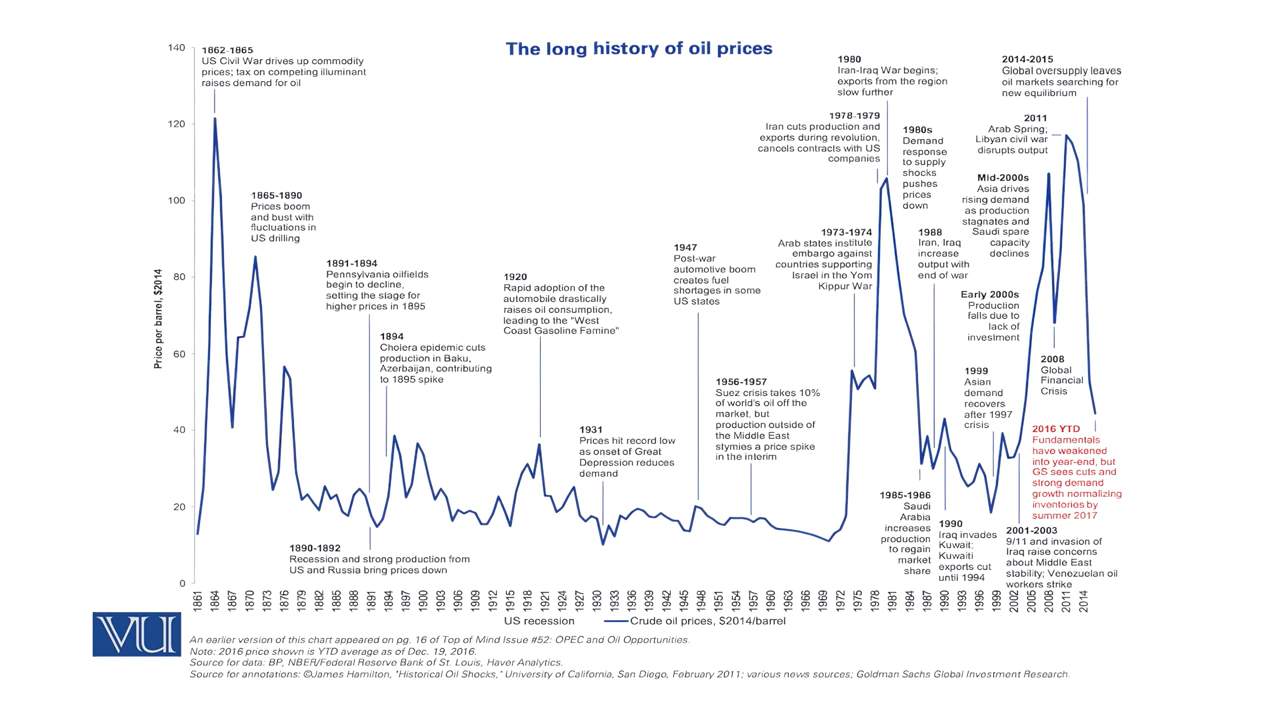 The long history of oil prices
Price per barrel, $2014
140
120
100
80
60
40
20
0
1862-1865
US Civil War drives up commodity
prices; tax on competing illuminant
raises demand for oil
1865-1890
Prices boom
and bust with
fluctuations in
US drilling
1891-1894
Pennsylvania oilfields
begin to decline,
setting the stage for
higher prices in 1895
1894
Cholera epidemic cuts
production in Baku,
Azerbaijan, contributing
to 1895 spike
1890-1892
Recession and strong production from
US and Russia bring prices down
1920
Rapid adoption of the
automobile drastically
raises oil consumption,
leading to the "West
Coast Gasoline Famine"
1931
Prices hit record low
as onset of Great
Depression reduces
demand
1947
Post-war
automotive boom
creates fuel
shortages in some
US states
1956-1957
Suez crisis takes 10%
of world's oil off the
market, but
production outside of
the Middle East
stymies a price spike
in the interim
1973-1974
Arab states institute
embargo against
countries supporting
Israel in the Yom
Kippur War
1978-1979
Iran cuts production and
exports during revolution,
cancels contracts with US
companies
1980
Iran-Iraq War begins;
exports from the region
slow further
1980s
Demand
response
to supply
shocks
pushes
prices
down
1985-1986
Saudi
Arabia
increases
production
to regain
market
share
1988
Iran, Iraq
increase
output with
end of war
1990
Iraq invades
Kuwait;
Kuwaiti
exports cut
until 1994
1999
Asian
demand
recovers
after 1997
crisis
Early 2000s
Production
falls due to
lack of
investment
2001-2003
9/11 and invasion of
Iraq raise concerns
about Middle East
stability; Venezuelan oil
workers strike
Mid-2000s
Asia drives
rising demand
as production
stagnates and
Saudi spare
capacity
declines
2008
Global
Financial
Crisis
2011
Arab Spring;
Libyan civil war
disrupts output
2014-2015
Global oversupply leaves
oil markets searching for
new equilibrium
2016 YTD
Fundamentals
have weakened
into year-end, but
GS sees cuts and
strong demand
growth normalizing
inventories by
summer 2017
1861 1864 1867 1870 1873 1876 1879 1882 1885 1888 1891 1894 1897 1900 1903 1906 1909 1912 1915 1918 1921 1924 1927 1930 1933 1936 1939 1942 1945 1948 1951 1954 1957 1960 1963 1966 1969 1972 1975 1978 1981 1984 1987 1990 1993 1996 1999 2002 2005 2008 2011 2014
US recession Crude oil prices, $2014/barrel
VU
An earlier version of this chart appeared on pg. 16 of Top of Mind Issue #52: OPEC and Oil Opportunities.
Note: 2016 price shown is YTD average as of Dec. 19, 2016.
Source for data: BP, NBER/Federal Reserve Bank of St. Louis, Haver Analytics.
Source for annotations: ©James Hamilton, "Historical Oil Shocks," University of California, San Diego, February 2011; various news sources; Goldman Sachs Global Investment Research.